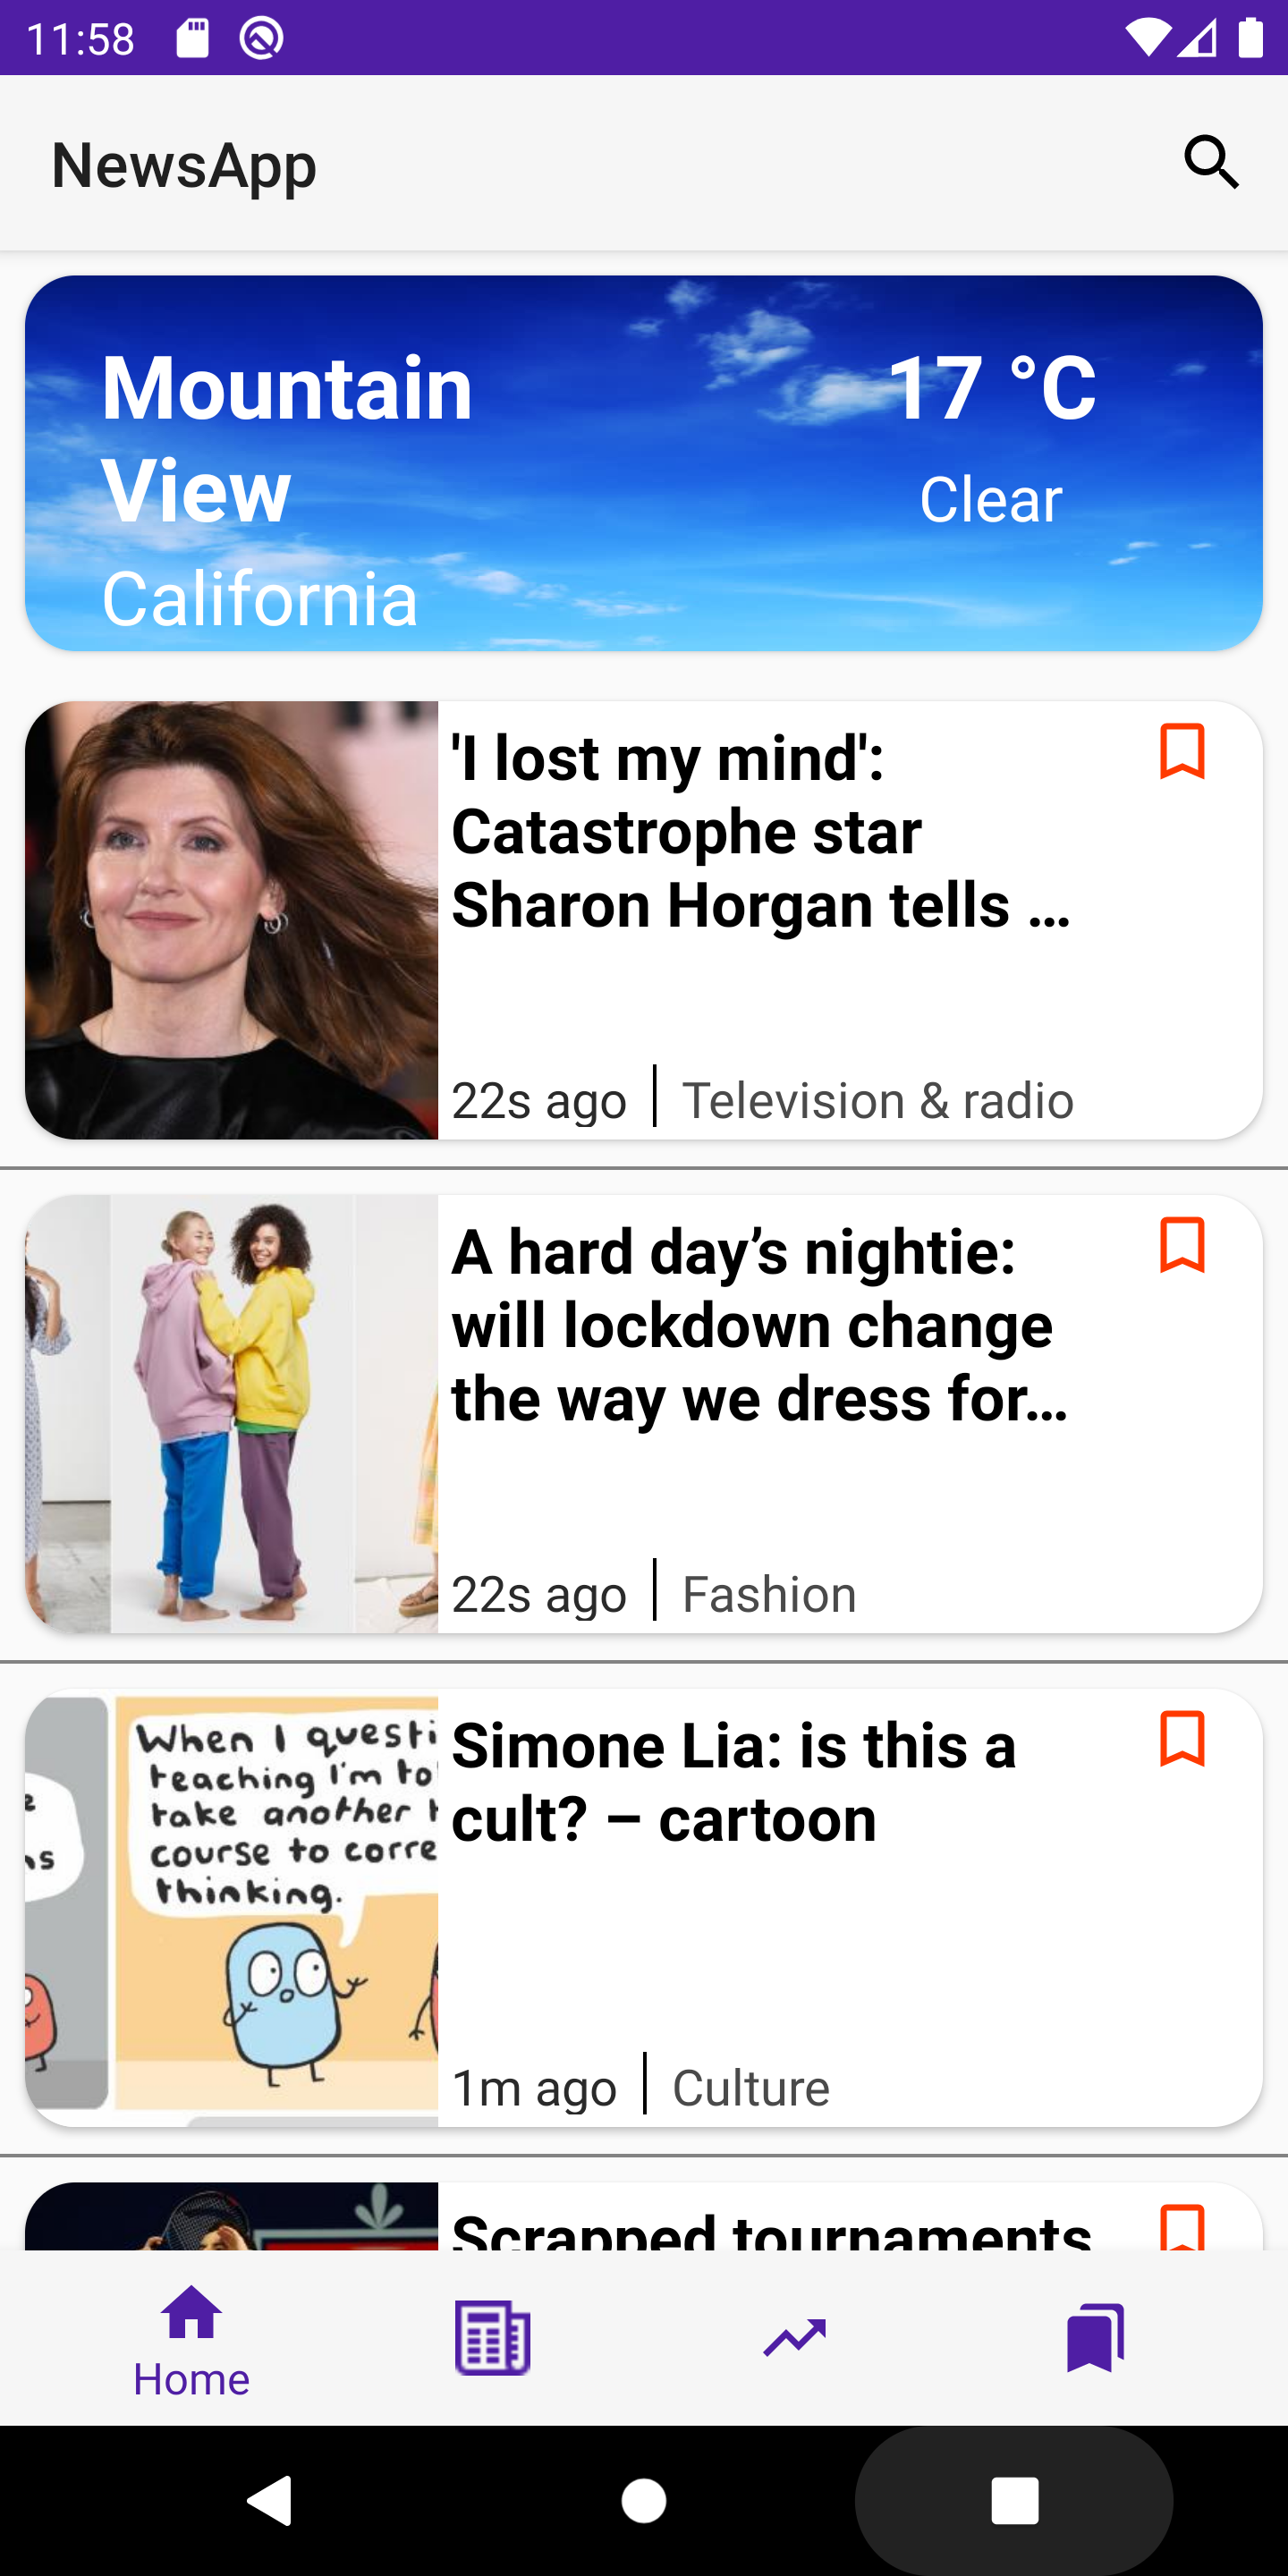 11:58
NewsApp
Mountain
View
California
17 °C
Clear
'I lost my mind':
Catastrophe star
Sharon Horgan tells ...
22s ago
Television & radio
A hard day’s nightie:
will lockdown change
the way we dress for...
22s ago
Fashion
When I questi
teaching I'm to
take another
course to corre
thinking.
Simone Lia: is this a
cult? – cartoon
1m ago
Culture
Scrapped tournaments
Home